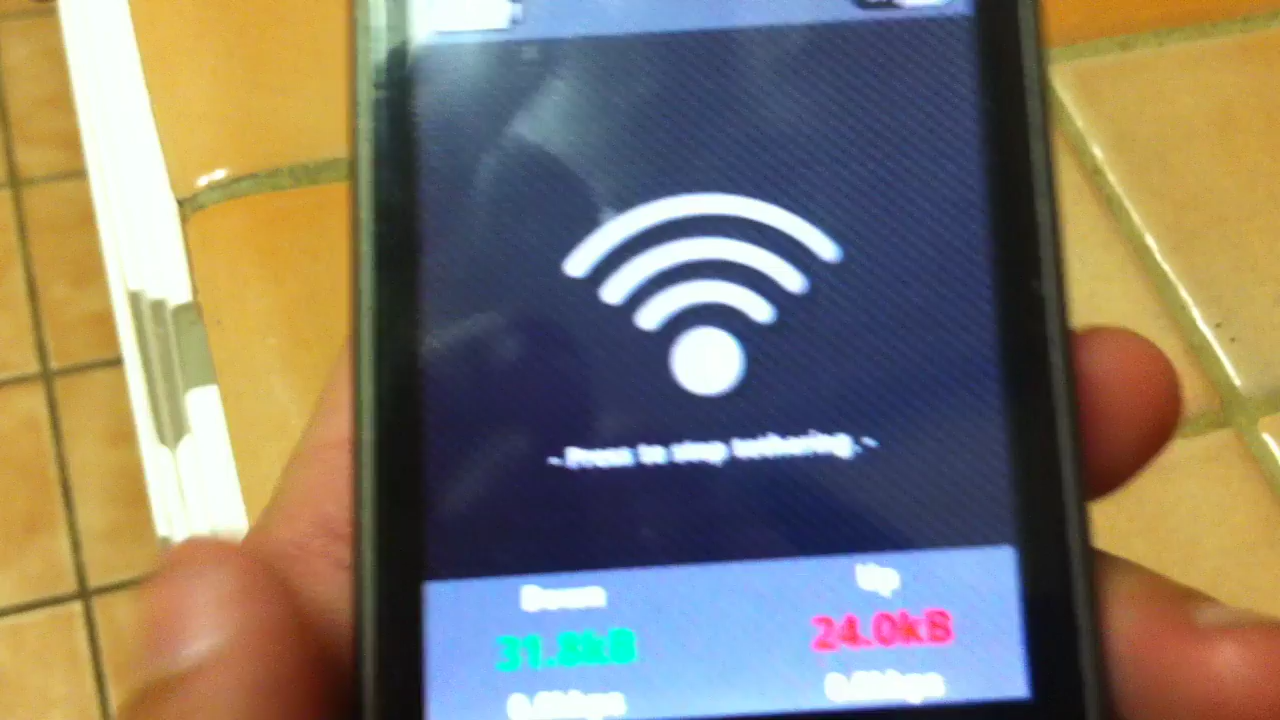 - Press to stop tethering. -
Down Up
31.8kB 24.0kB